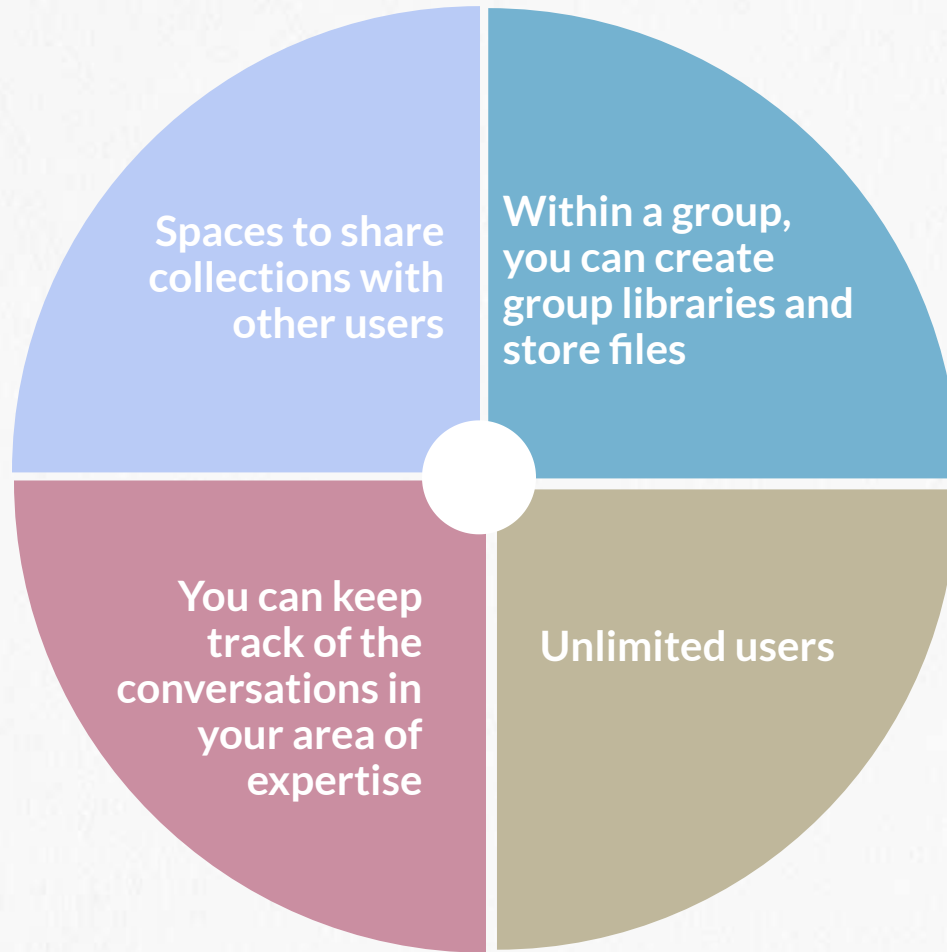 Spaces to share
collections with
other users
Within a group,
you can create
group libraries and
store files
You can keep
track of the
conversations in
your area of
expertise
Unlimited users